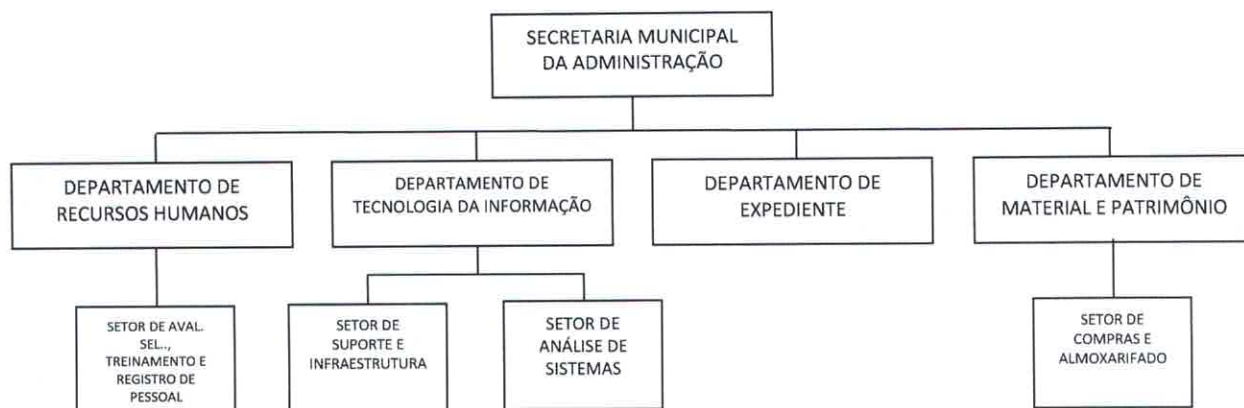 SECRETARIA MUNICIPAL
DA ADMINISTRAÇÃO
DEPARTAMENTO DE
RECURSOS HUMANOS
DEPARTAMENTO DE
TECNOLOGIA DA INFORMAÇÃO
DEPARTAMENTO DE
EXPEDIENTE
DEPARTAMENTO DE
MATERIAL E PATRIMÔNIO
SETOR DE AVAL.
SEL..,
TREINAMENTO E
REGISTRO DE
PESSOAL
SETOR DE
SUPORTE E
INFRAESTRUTURA
SETOR DE
ANÁLISE DE
SISTEMAS
SETOR DE
COMPRAS E
ALMOXARIFADO